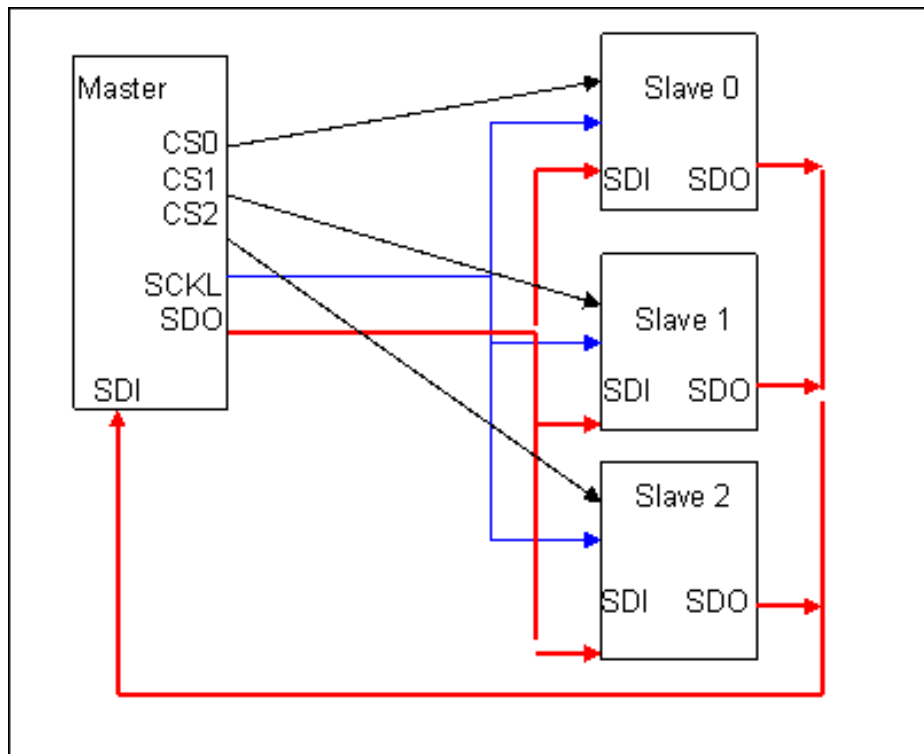 Master
CS0
CS1
CS2
SCKL
SDO
SDI
Slave 0
SDI SDO
Slave 1
SDI SDO
Slave 2
SDI SDO